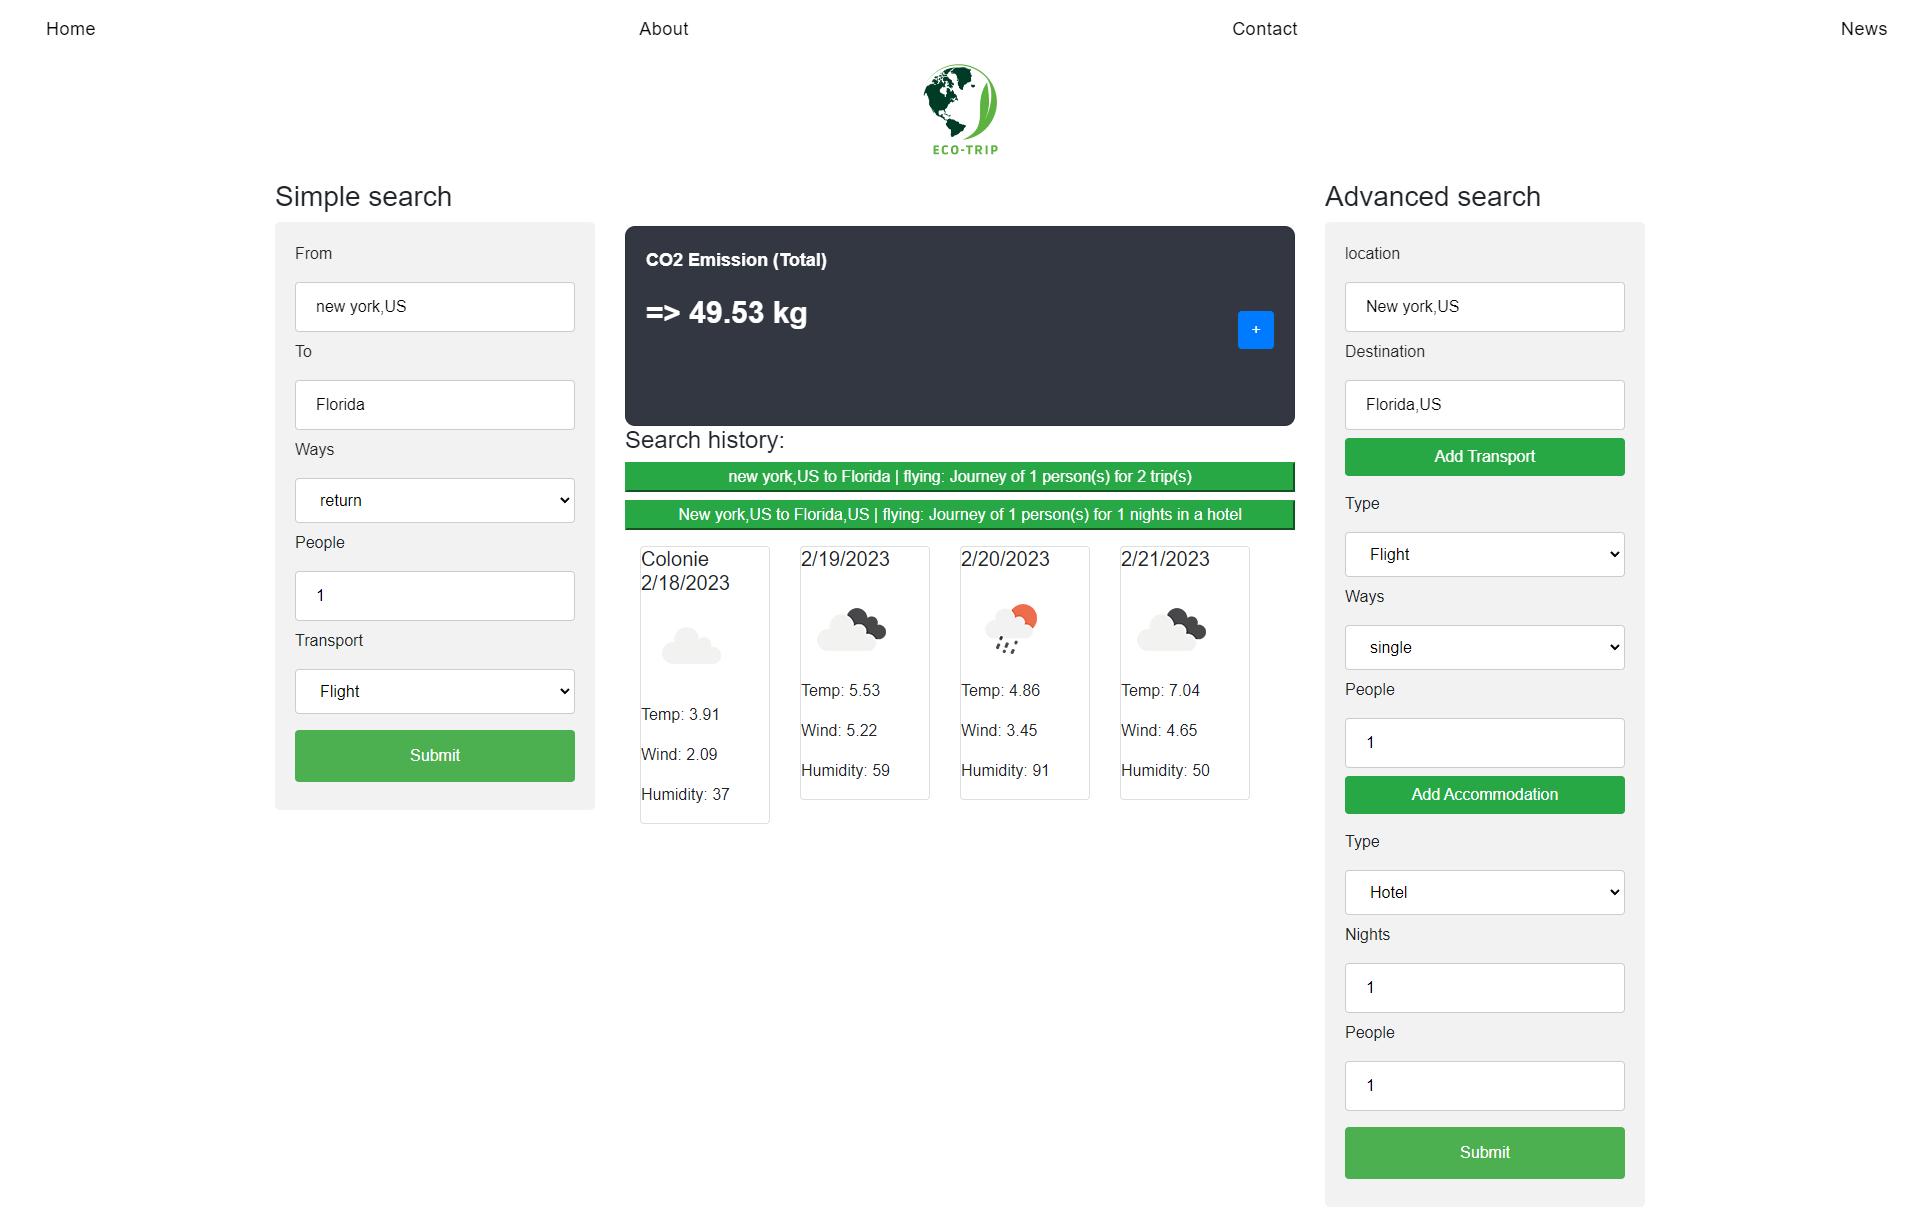 Home
About
Contact
News
ECO-TRIP
Simple search
From
new york,US
To
Florida
Ways
return
People
1
Transport
Flight
Submit
CO2 Emission (Total)
=> 49.53 kg
+
Search history:
new york,US to Florida | flying: Journey of 1 person(s) for 2 trip(s)
New york,US to Florida,US | flying: Journey of 1 person(s) for 1 nights in a hotel
Colonie
2/18/2023
Temp: 3.91
Wind: 2.09
Humidity: 37
2/19/2023
Temp: 5.53
Wind: 5.22
Humidity: 59
2/20/2023
Temp: 4.86
Wind: 3.45
Humidity: 91
2/21/2023
Temp: 7.04
Wind: 4.65
Humidity: 50
Advanced search
location
New york,US
Destination
Florida,US
Add Transport
Type
Flight
Ways
single
People
1
Add Accommodation
Type
Hotel
Nights
1
People
1
Submit